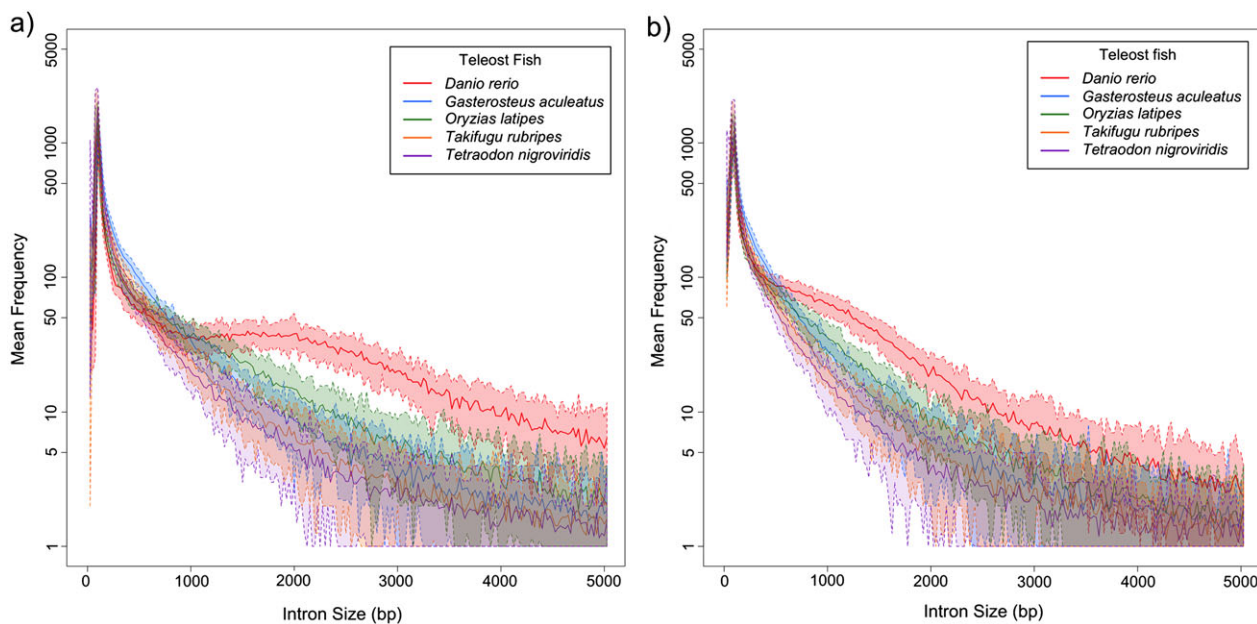 a)
Mean Frequency
5000
1000
500
100
50
10
5
1
Teleost Fish
Danio rerio
Gasterosteus aculeatus
Oryzias latipes
Takifugu rubripes
Tetraodon nigroviridis
0 1000 2000 3000 4000 5000
Intron Size (bp)
b)
Mean Frequency
5000
1000
500
100
50
10
5
1
Teleost fish
Danio rerio
Gasterosteus aculeatus
Oryzias latipes
Takifugu rubripes
Tetraodon nigroviridis
0 1000 2000 3000 4000 5000
Intron Size (bp)